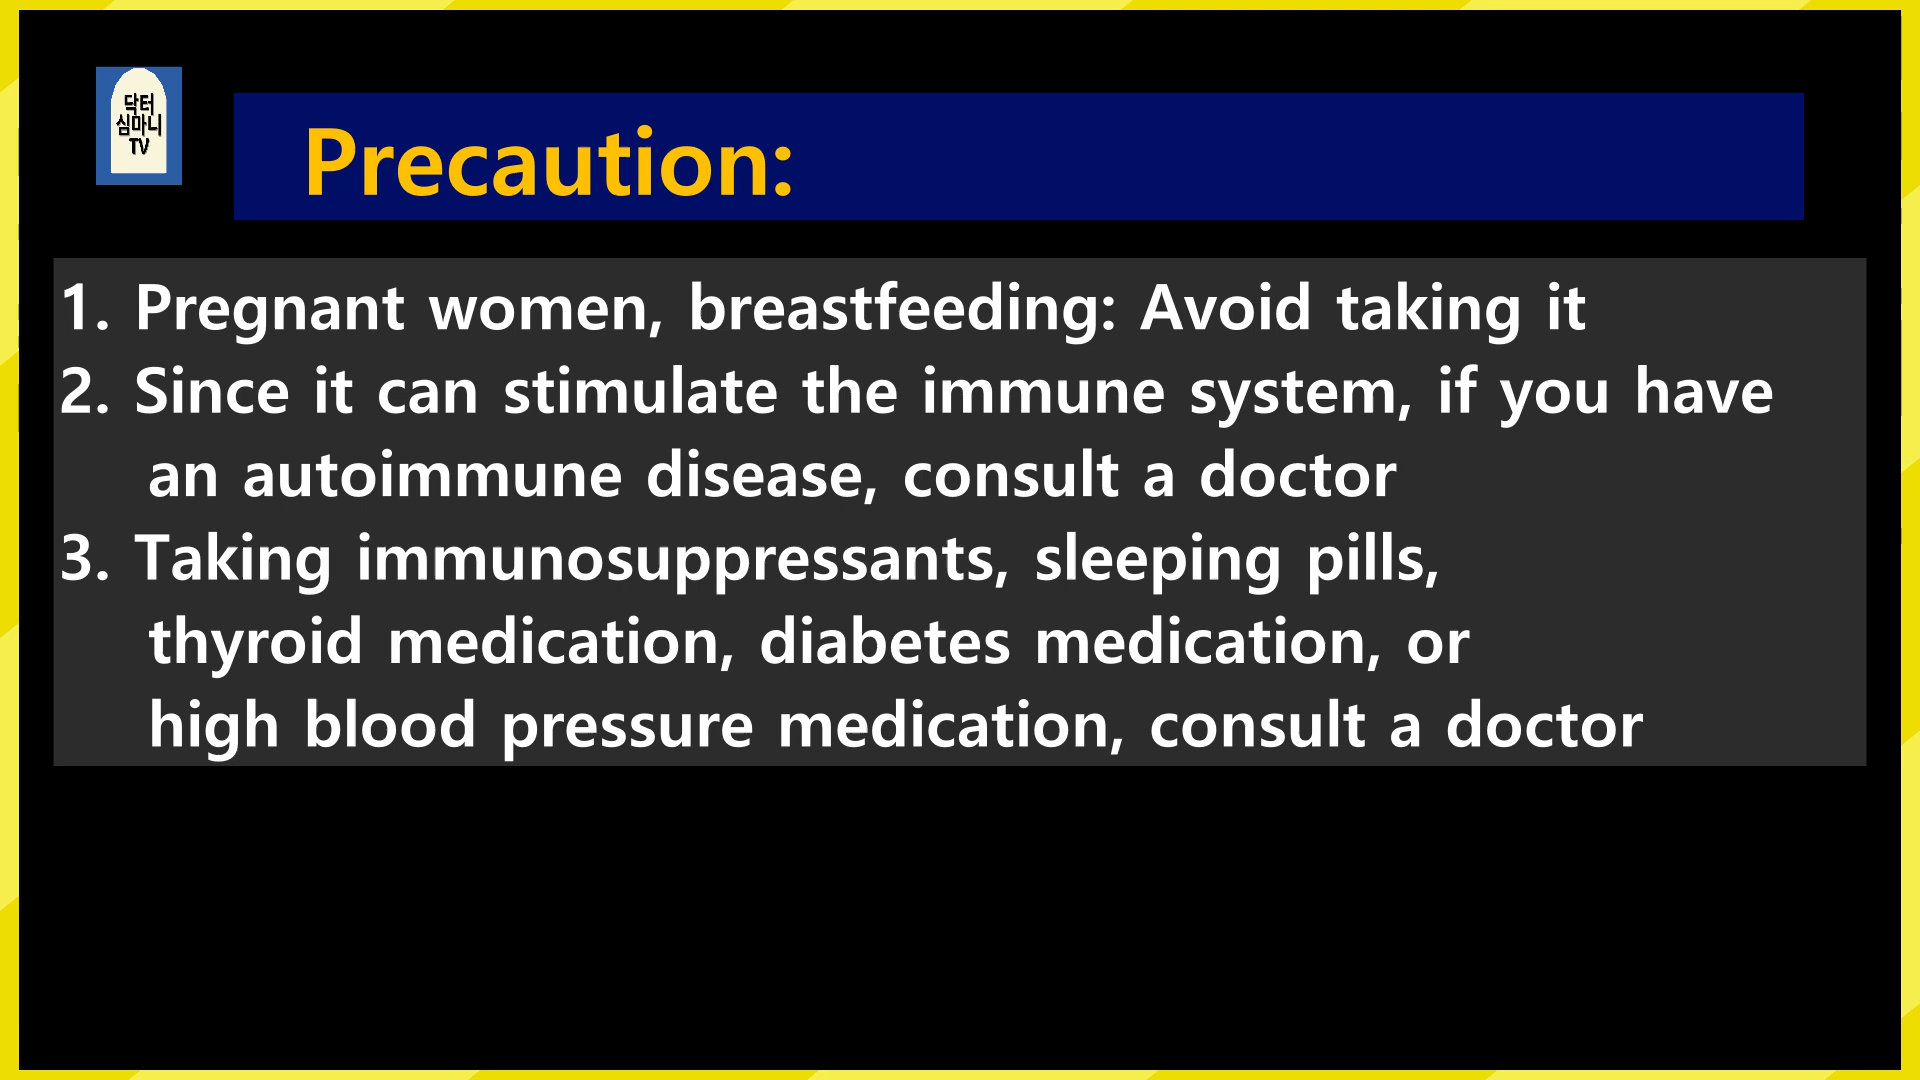 닥터
심마니
TV
Precaution:
1. Pregnant women, breastfeeding: Avoid taking it
2. Since it can stimulate the immune system, if you have
an autoimmune disease, consult a doctor
3. Taking immunosuppressants, sleeping pills,
thyroid medication, diabetes medication, or
high blood pressure medication, consult a doctor